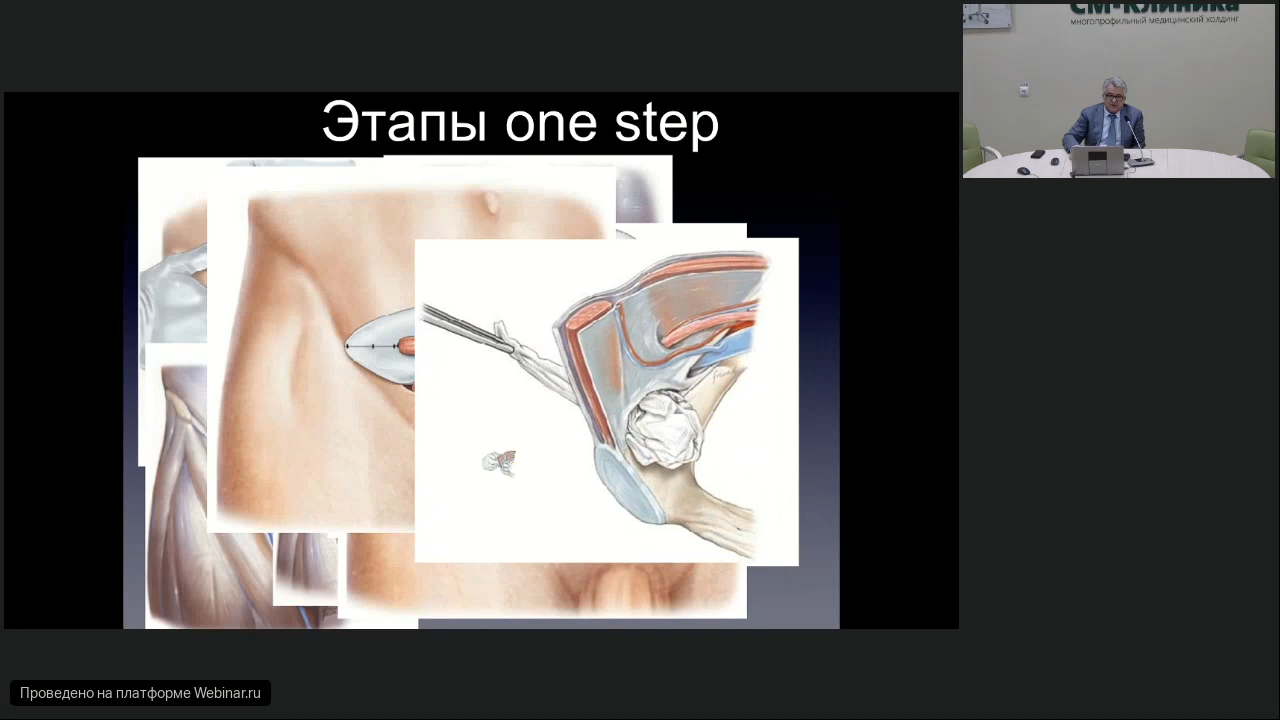 Этапы one step
СМ-Клиника
многопрофильный медицинский холдинг
Проведено на платформе Webinar.ru